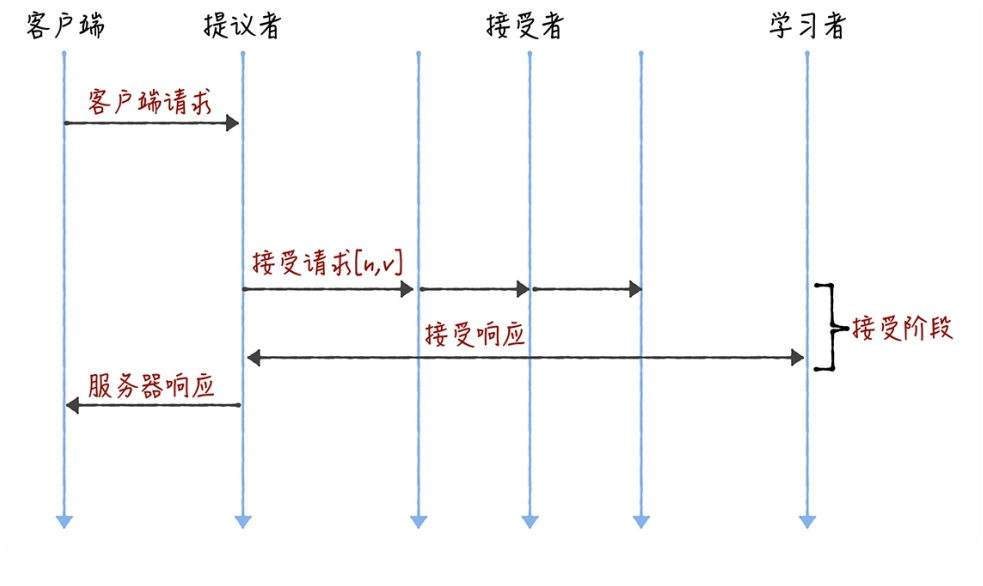 客户端
提议者
接受者
学习者
客户端请求
接受请求[n,v]
接受响应
接受阶段
服务器响应